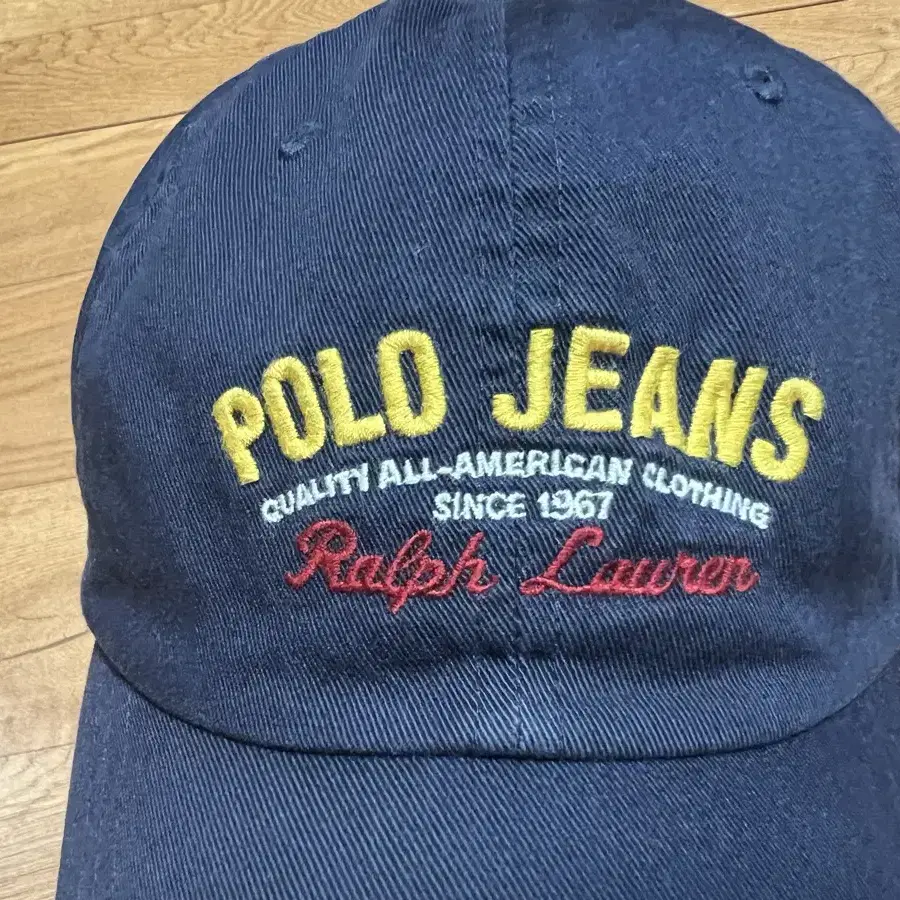 POLO JEANS
QUALITY ALL-AMERICAN CLOTHING
SINCE 1967
Ralph Lauren